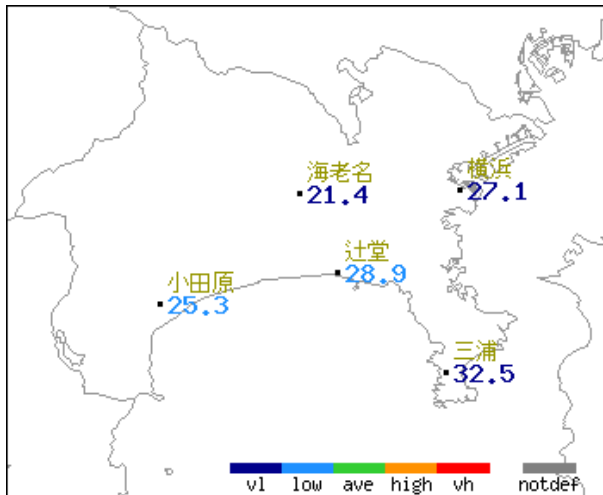 海老名
21.4
横浜
27.1
辻堂
28.9
小田原
25.3
三浦
32.5
vl low ave high vh notdef